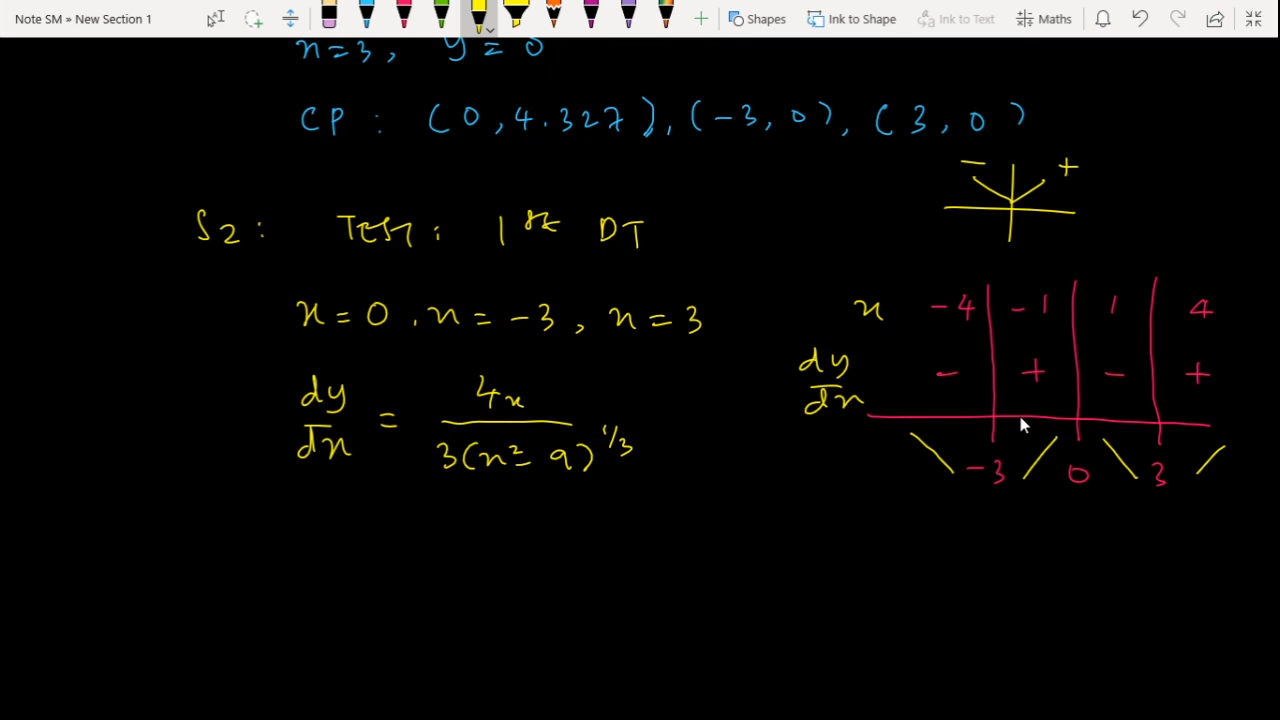 Note SM » New Section 1
Shapes Ink to Shape Ink to Text Maths
x=3, y=0
CP : (0,4.327), (-3,0), (3,0)
- +
S2: TEST: 1st DT
x=0, x=-3, x=3
x -4 -1 1 4
dy/dx - + - +
-3 0 3
dy/dx = 4x / 3(x²-9)^1/3